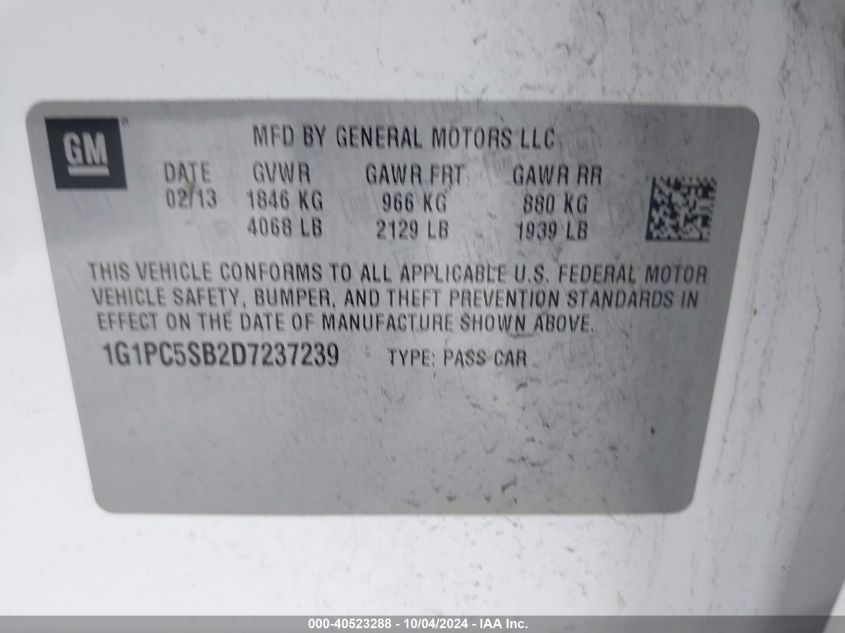 GM
MFD BY GENERAL MOTORS LLC
DATE GVWR GAWR FRT GAWR RR
02/13 1846 KG 966 KG 880 KG
4068 LB 2129 LB 1939 LB
THIS VEHICLE CONFORMS TO ALL APPLICABLE U.S. FEDERAL MOTOR
VEHICLE SAFETY, BUMPER, AND THEFT PREVENTION STANDARDS IN
EFFECT ON THE DATE OF MANUFACTURE SHOWN ABOVE.
1G1PC5SB2D7237239 TYPE: PASS CAR
000-40523288 - 10/04/2024 - IAA Inc.